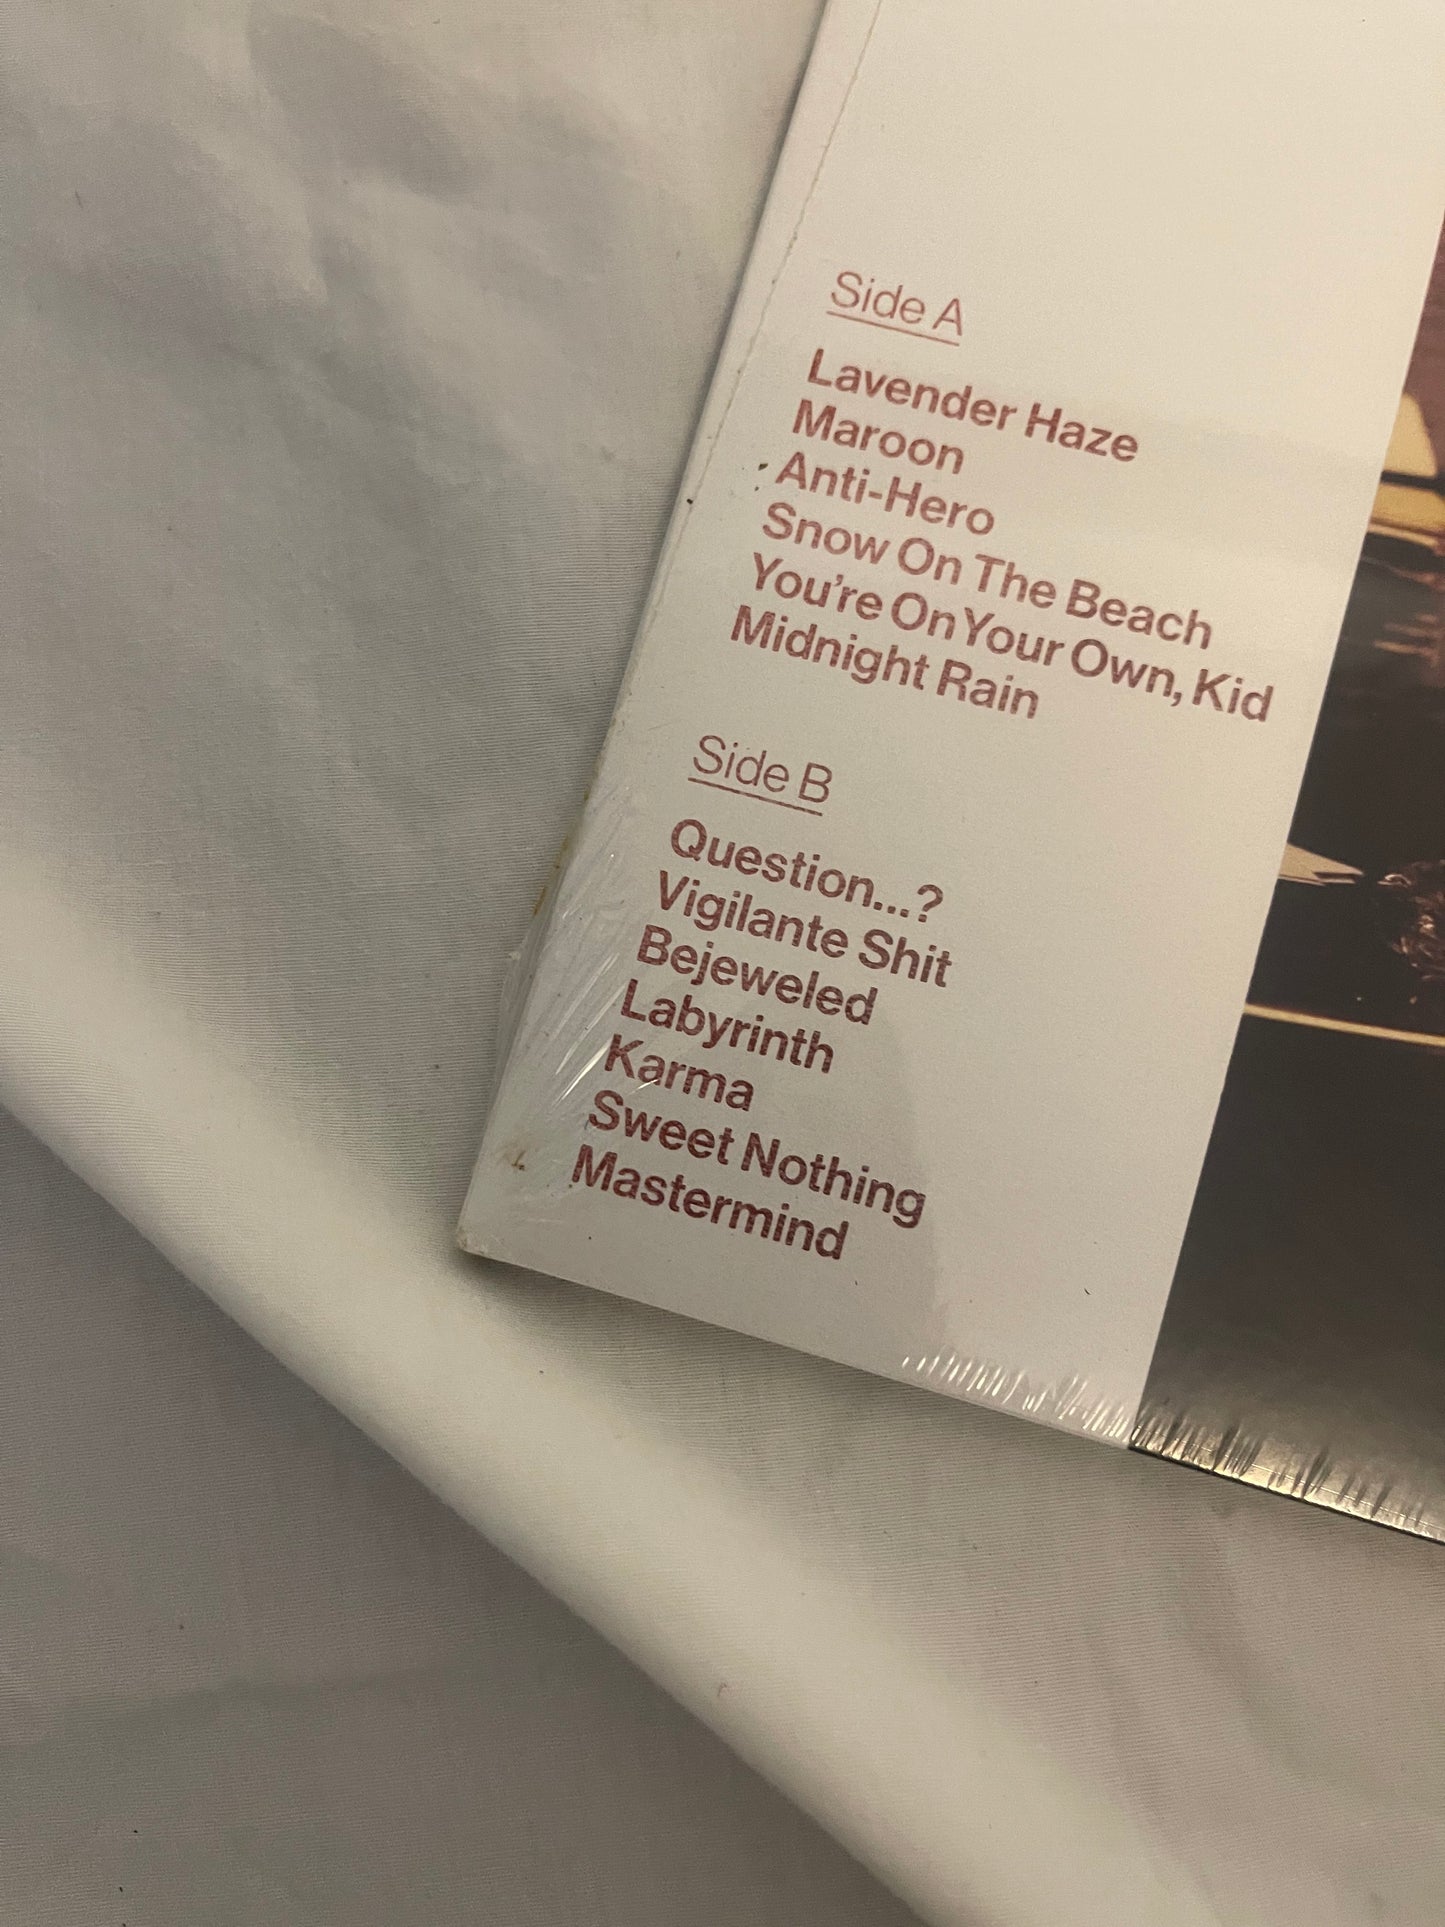 Side A
Lavender Haze
Maroon
Anti-Hero
Snow On The Beach
You're On Your Own, Kid
Midnight Rain
Side B
Question...?
Vigilante Shit
Bejeweled
Labyrinth
Karma
Sweet Nothing
Mastermind